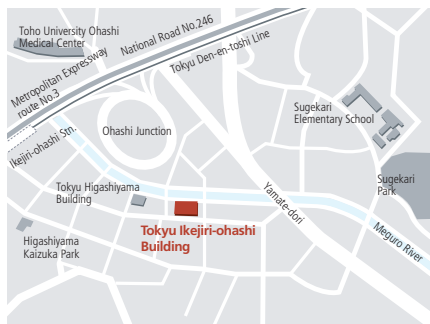 Toho University Ohashi
Medical Center
National Road No.246
Metropolitan Expressway
route No.3
Tokyu Den-en-toshi Line
Ikejiri-ohashi Stn.
Ohashi Junction
Sugekari
Elementary School
Tokyu Higashiyama
Building
Yamate-dori
Sugekari
Park
Tokyu Ikejiri-ohashi
Building
Meguro River
Higashiyama
Kaizuka Park